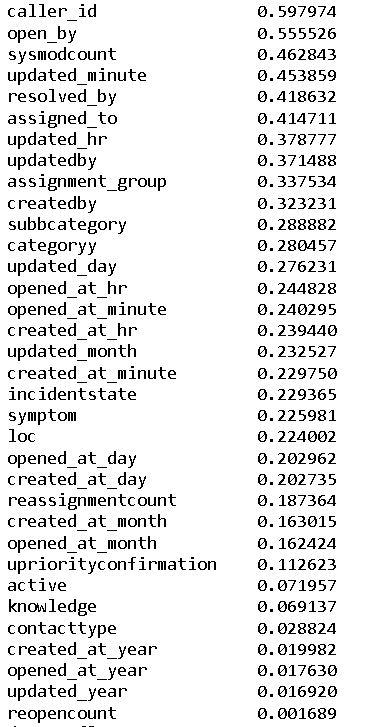 caller_id 0.597974
open_by 0.555526
sysmodcount 0.462843
updated_minute 0.453859
resolved_by 0.418632
assigned_to 0.414711
updated_hr 0.378777
updatedby 0.371488
assignment_group 0.337534
createdby 0.323231
subbcategory 0.288882
categoryy 0.280457
updated_day 0.276231
opened_at_hr 0.244828
opened_at_minute 0.240295
created_at_hr 0.239440
updated_month 0.232527
created_at_minute 0.229750
incidentstate 0.229365
symptom 0.225981
loc 0.224002
opened_at_day 0.202962
created_at_day 0.202735
reassignmentcount 0.187364
created_at_month 0.163015
opened_at_month 0.162424
upriorityconfirmation 0.112623
active 0.071957
knowledge 0.069137
contacttype 0.028824
created_at_year 0.019982
opened_at_year 0.017630
updated_year 0.016920
reopencount 0.001689